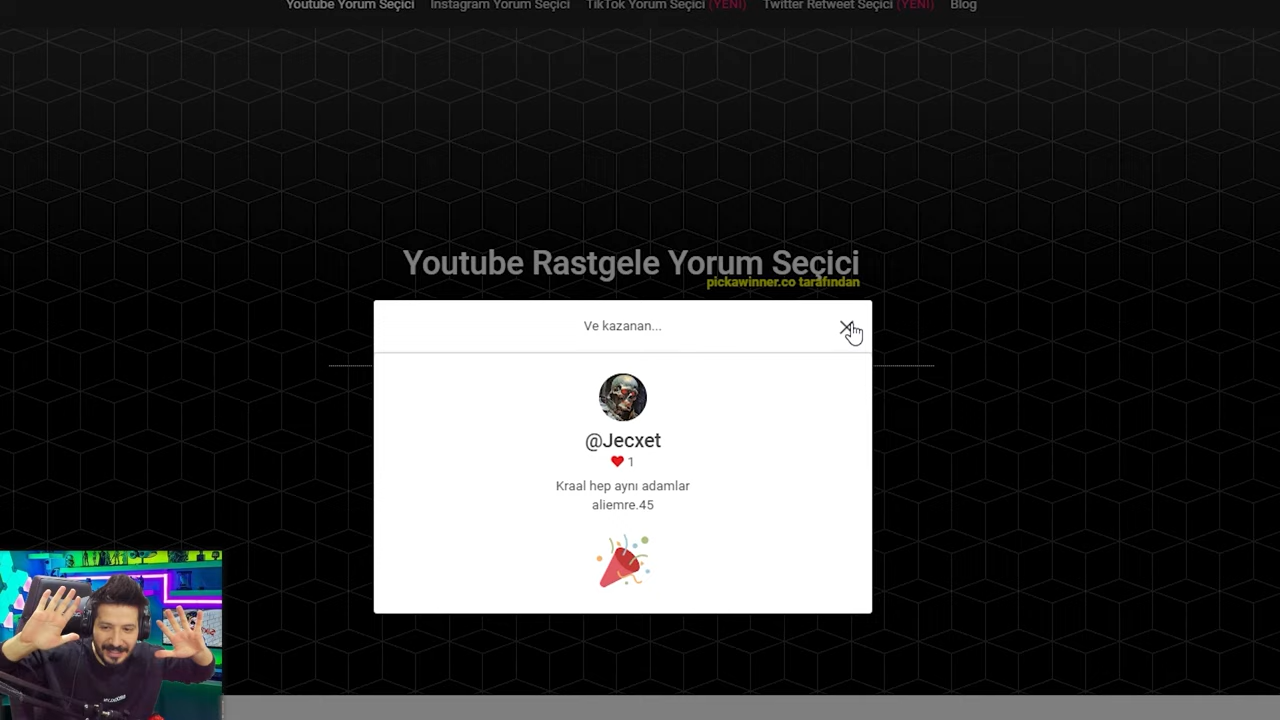 Youtube Yorum Seçici Instagram Yorum Seçici TikTok Yorum Seçici (YENİ) Twitter Retweet Seçici (YENİ) Blog
Youtube Rastgele Yorum Seçici
pickawinner.co tarafından
Ve kazanan...
@Jecxet
1
Kraal hep aynı adamlar
aliemre.45